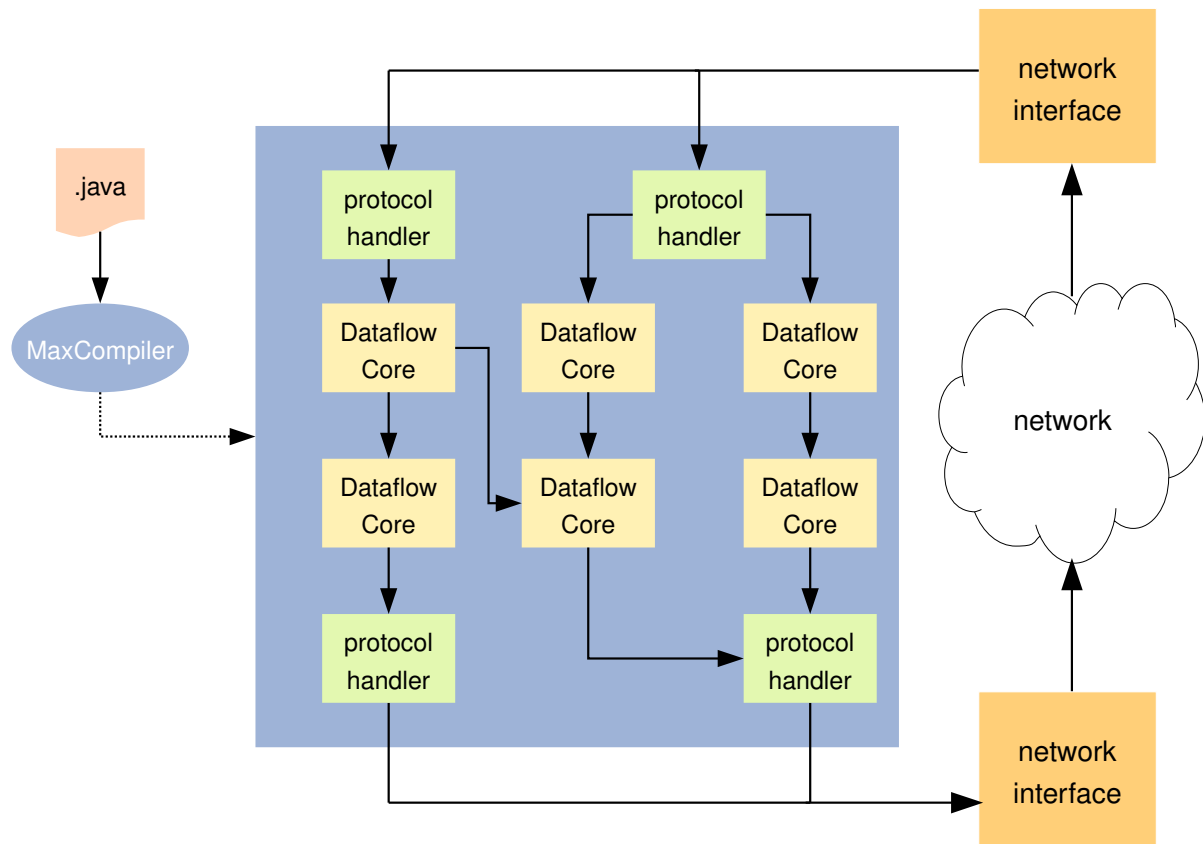 network
interface
.java
protocol
handler
protocol
handler
MaxCompiler
Dataflow
Core
Dataflow
Core
Dataflow
Core
network
Dataflow
Core
Dataflow
Core
Dataflow
Core
protocol
handler
protocol
handler
network
interface